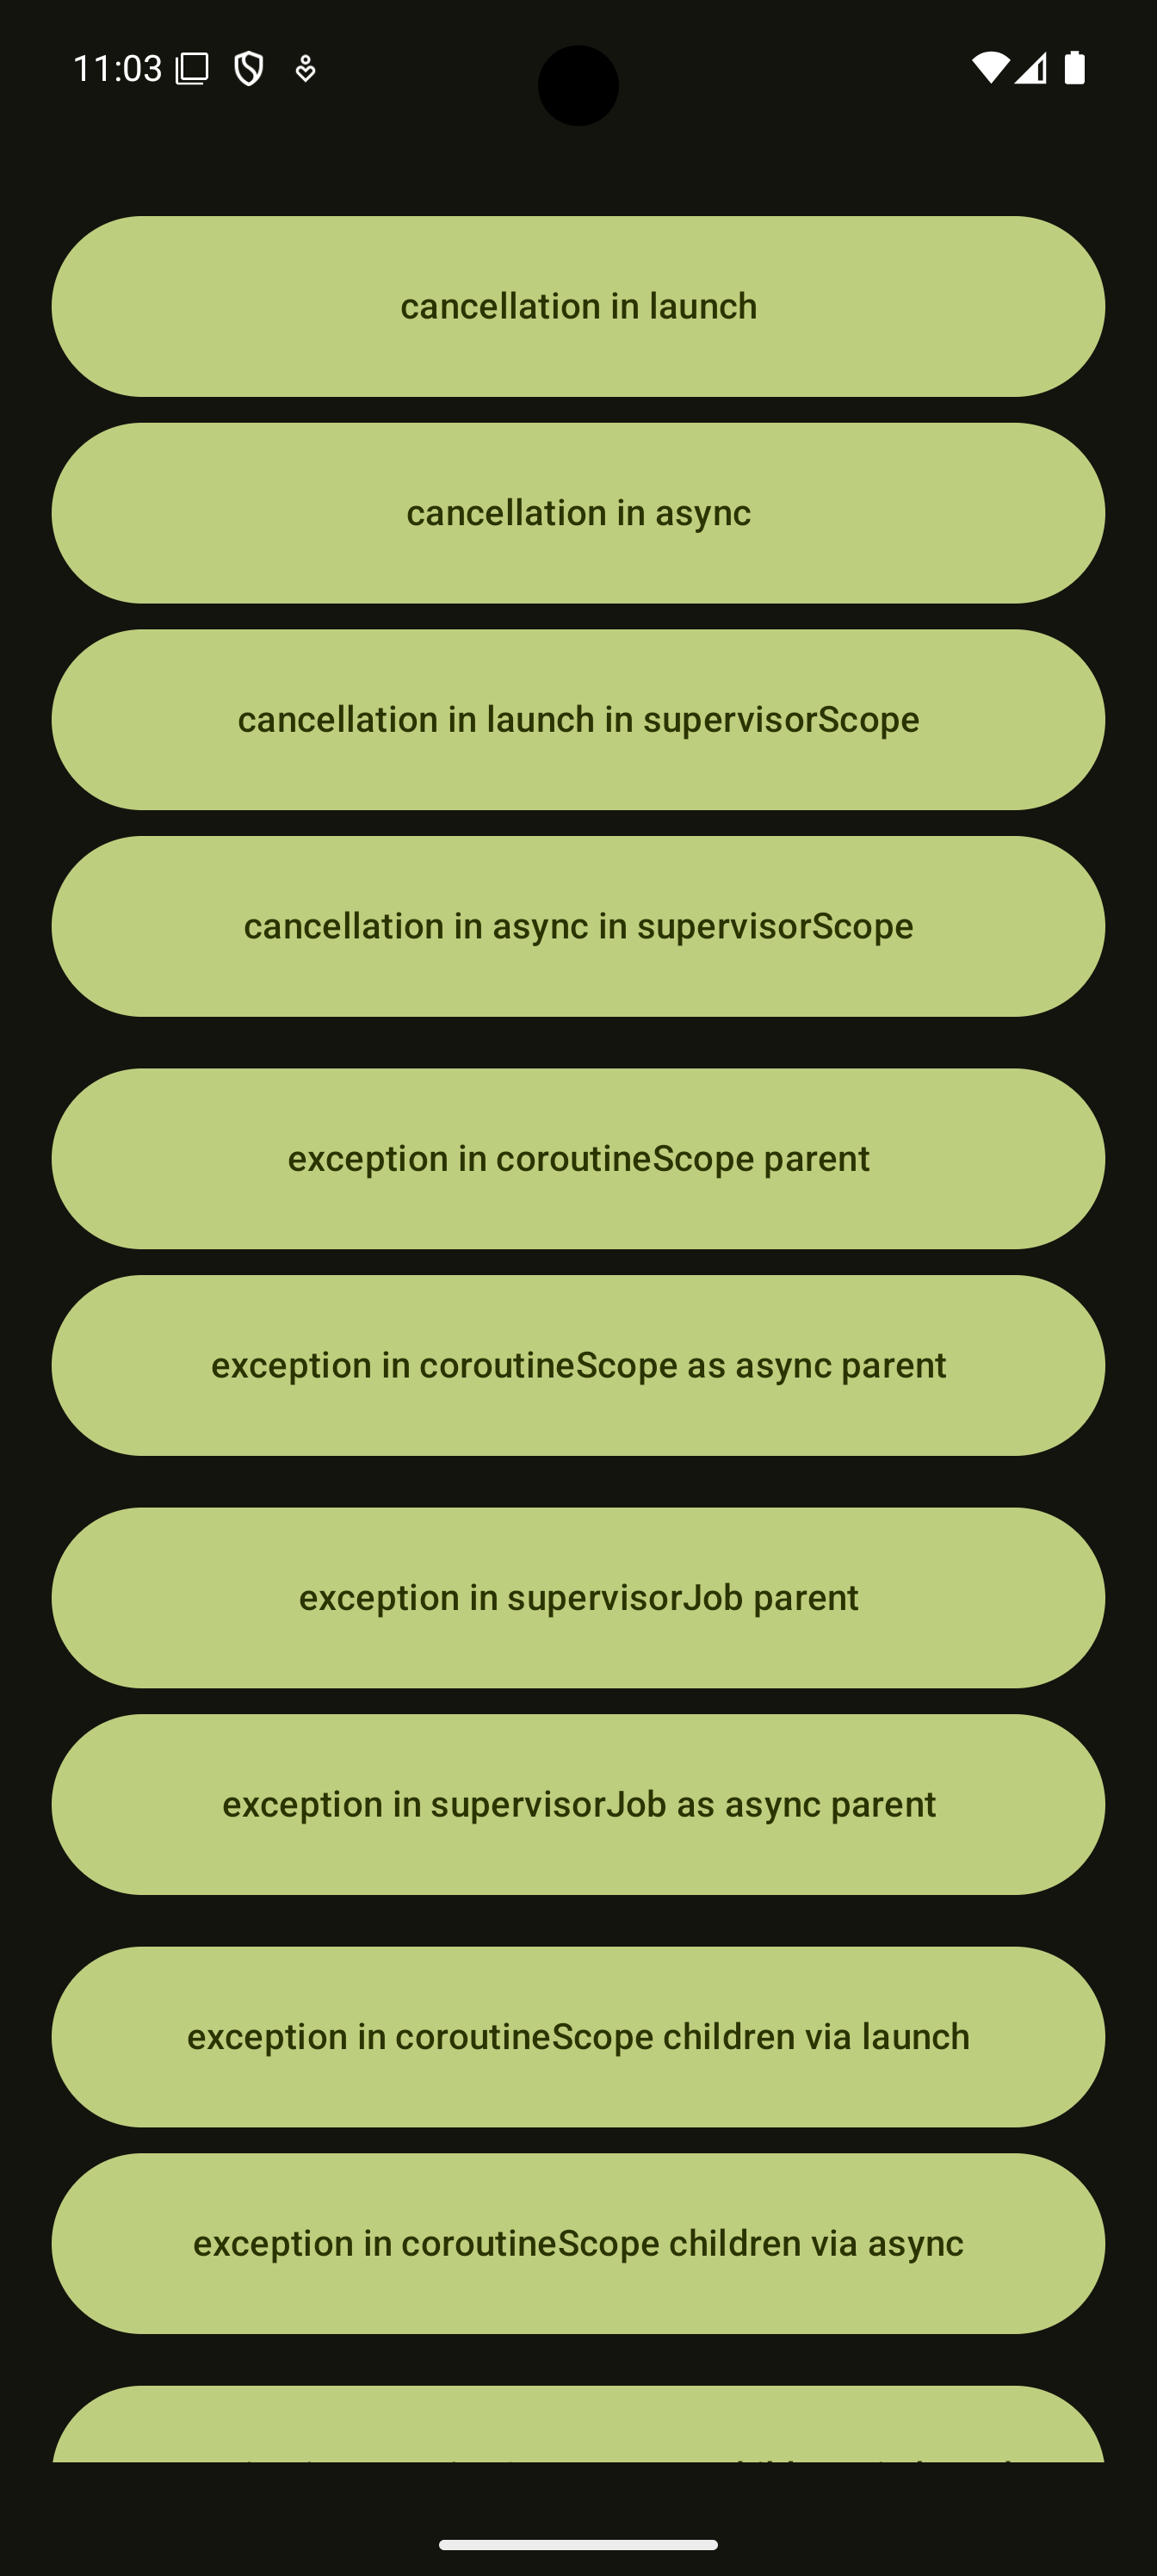 11:03
cancellation in launch
cancellation in async
cancellation in launch in supervisorScope
cancellation in async in supervisorScope
exception in coroutineScope parent
exception in coroutineScope as async parent
exception in supervisorJob parent
exception in supervisorJob as async parent
exception in coroutineScope children via launch
exception in coroutineScope children via async